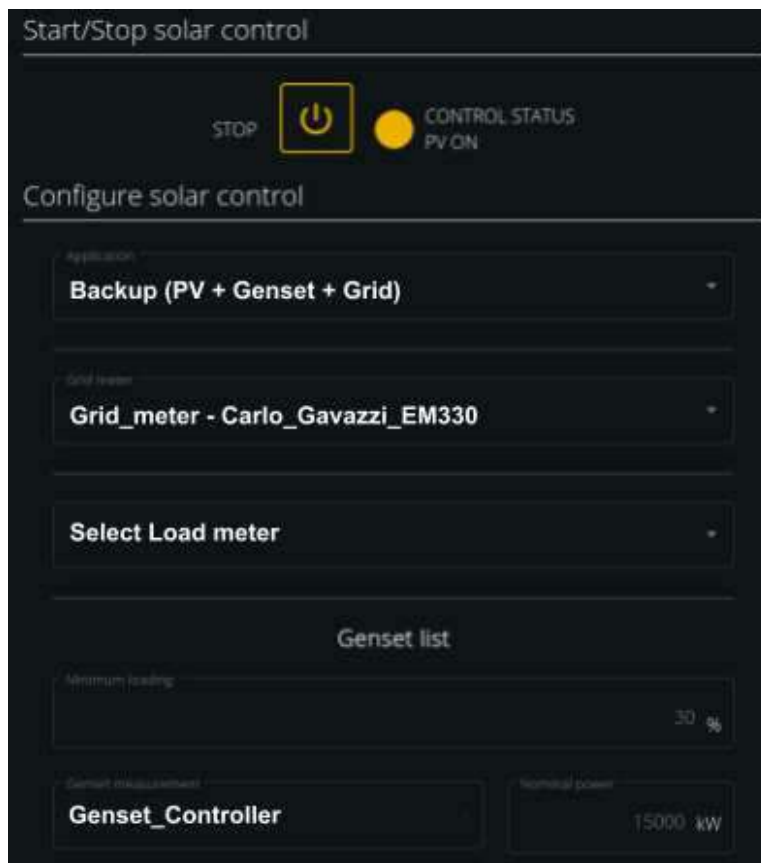 Start/Stop solar control
STOP
CONTROL STATUS
PV ON
Configure solar control
Application
Backup (PV + Genset + Grid)
Grid meter
Grid_meter - Carlo_Gavazzi_EM330
Select Load meter
Genset list
Minimum loading
30 %
Genset measurement
Nominal power
Genset_Controller
15000 kW